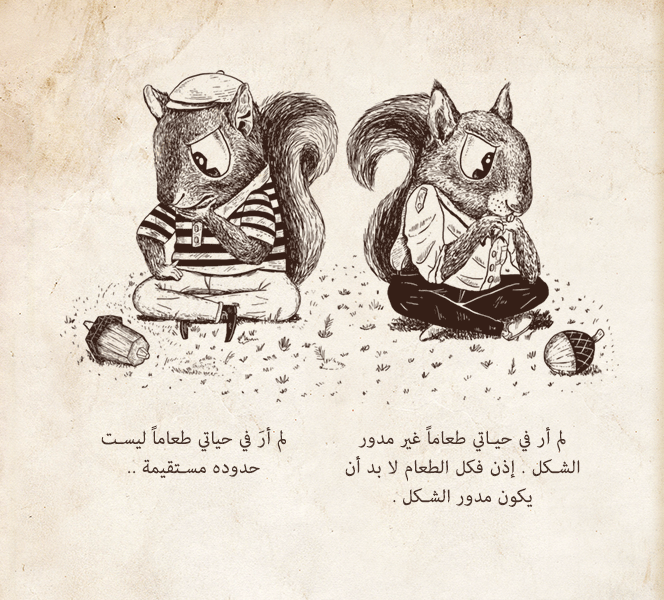 لم أر في حياتي طعاماً غير مدور
الشكل . إذن فكل الطعام لا بد أن
يكون مدور الشكل .
لم أرَ في حياتي طعاماً ليست
حدوده مستقيمة ..